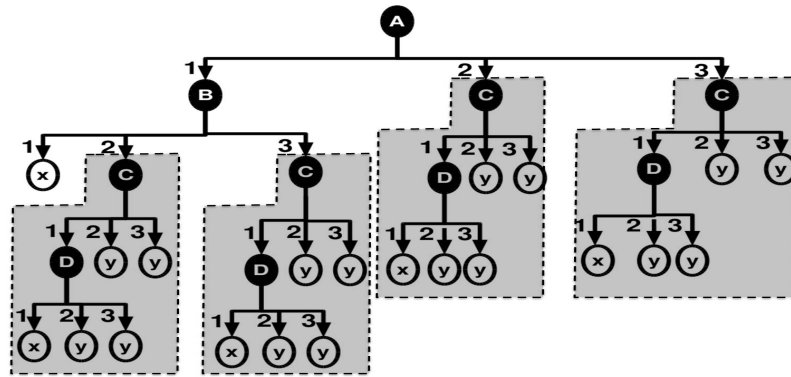 A
1 2 3
B C C
1 2 3 1 2 3 1 2 3
x C C D y y D y y
1 2 3 1 2 3 1 2 3 1 2 3
D y y D y y x y y x y y
1 2 3 1 2 3
x y y x y y